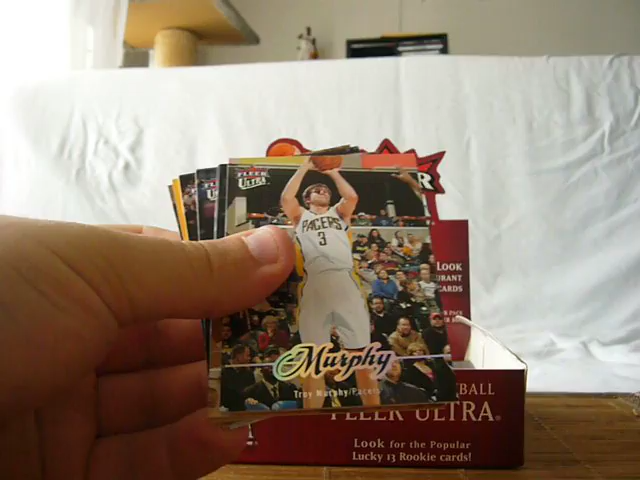 FLEER
ULTRA
PACERS
3
Murphy
Troy Murphy/Pacers
R
LOOK
CARDS
FLEER ULTRA
Look for the Popular
Lucky 13 Rookie cards!